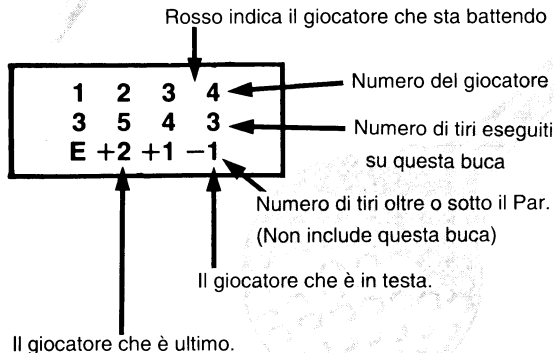 Rosso indica il giocatore che sta battendo
1 2 3 4
Numero del giocatore
3 5 4 3
Numero di tiri eseguiti
su questa buca
E +2 +1 −1
Numero di tiri oltre o sotto il Par.
(Non include questa buca)
Il giocatore che è in testa.
Il giocatore che è ultimo.